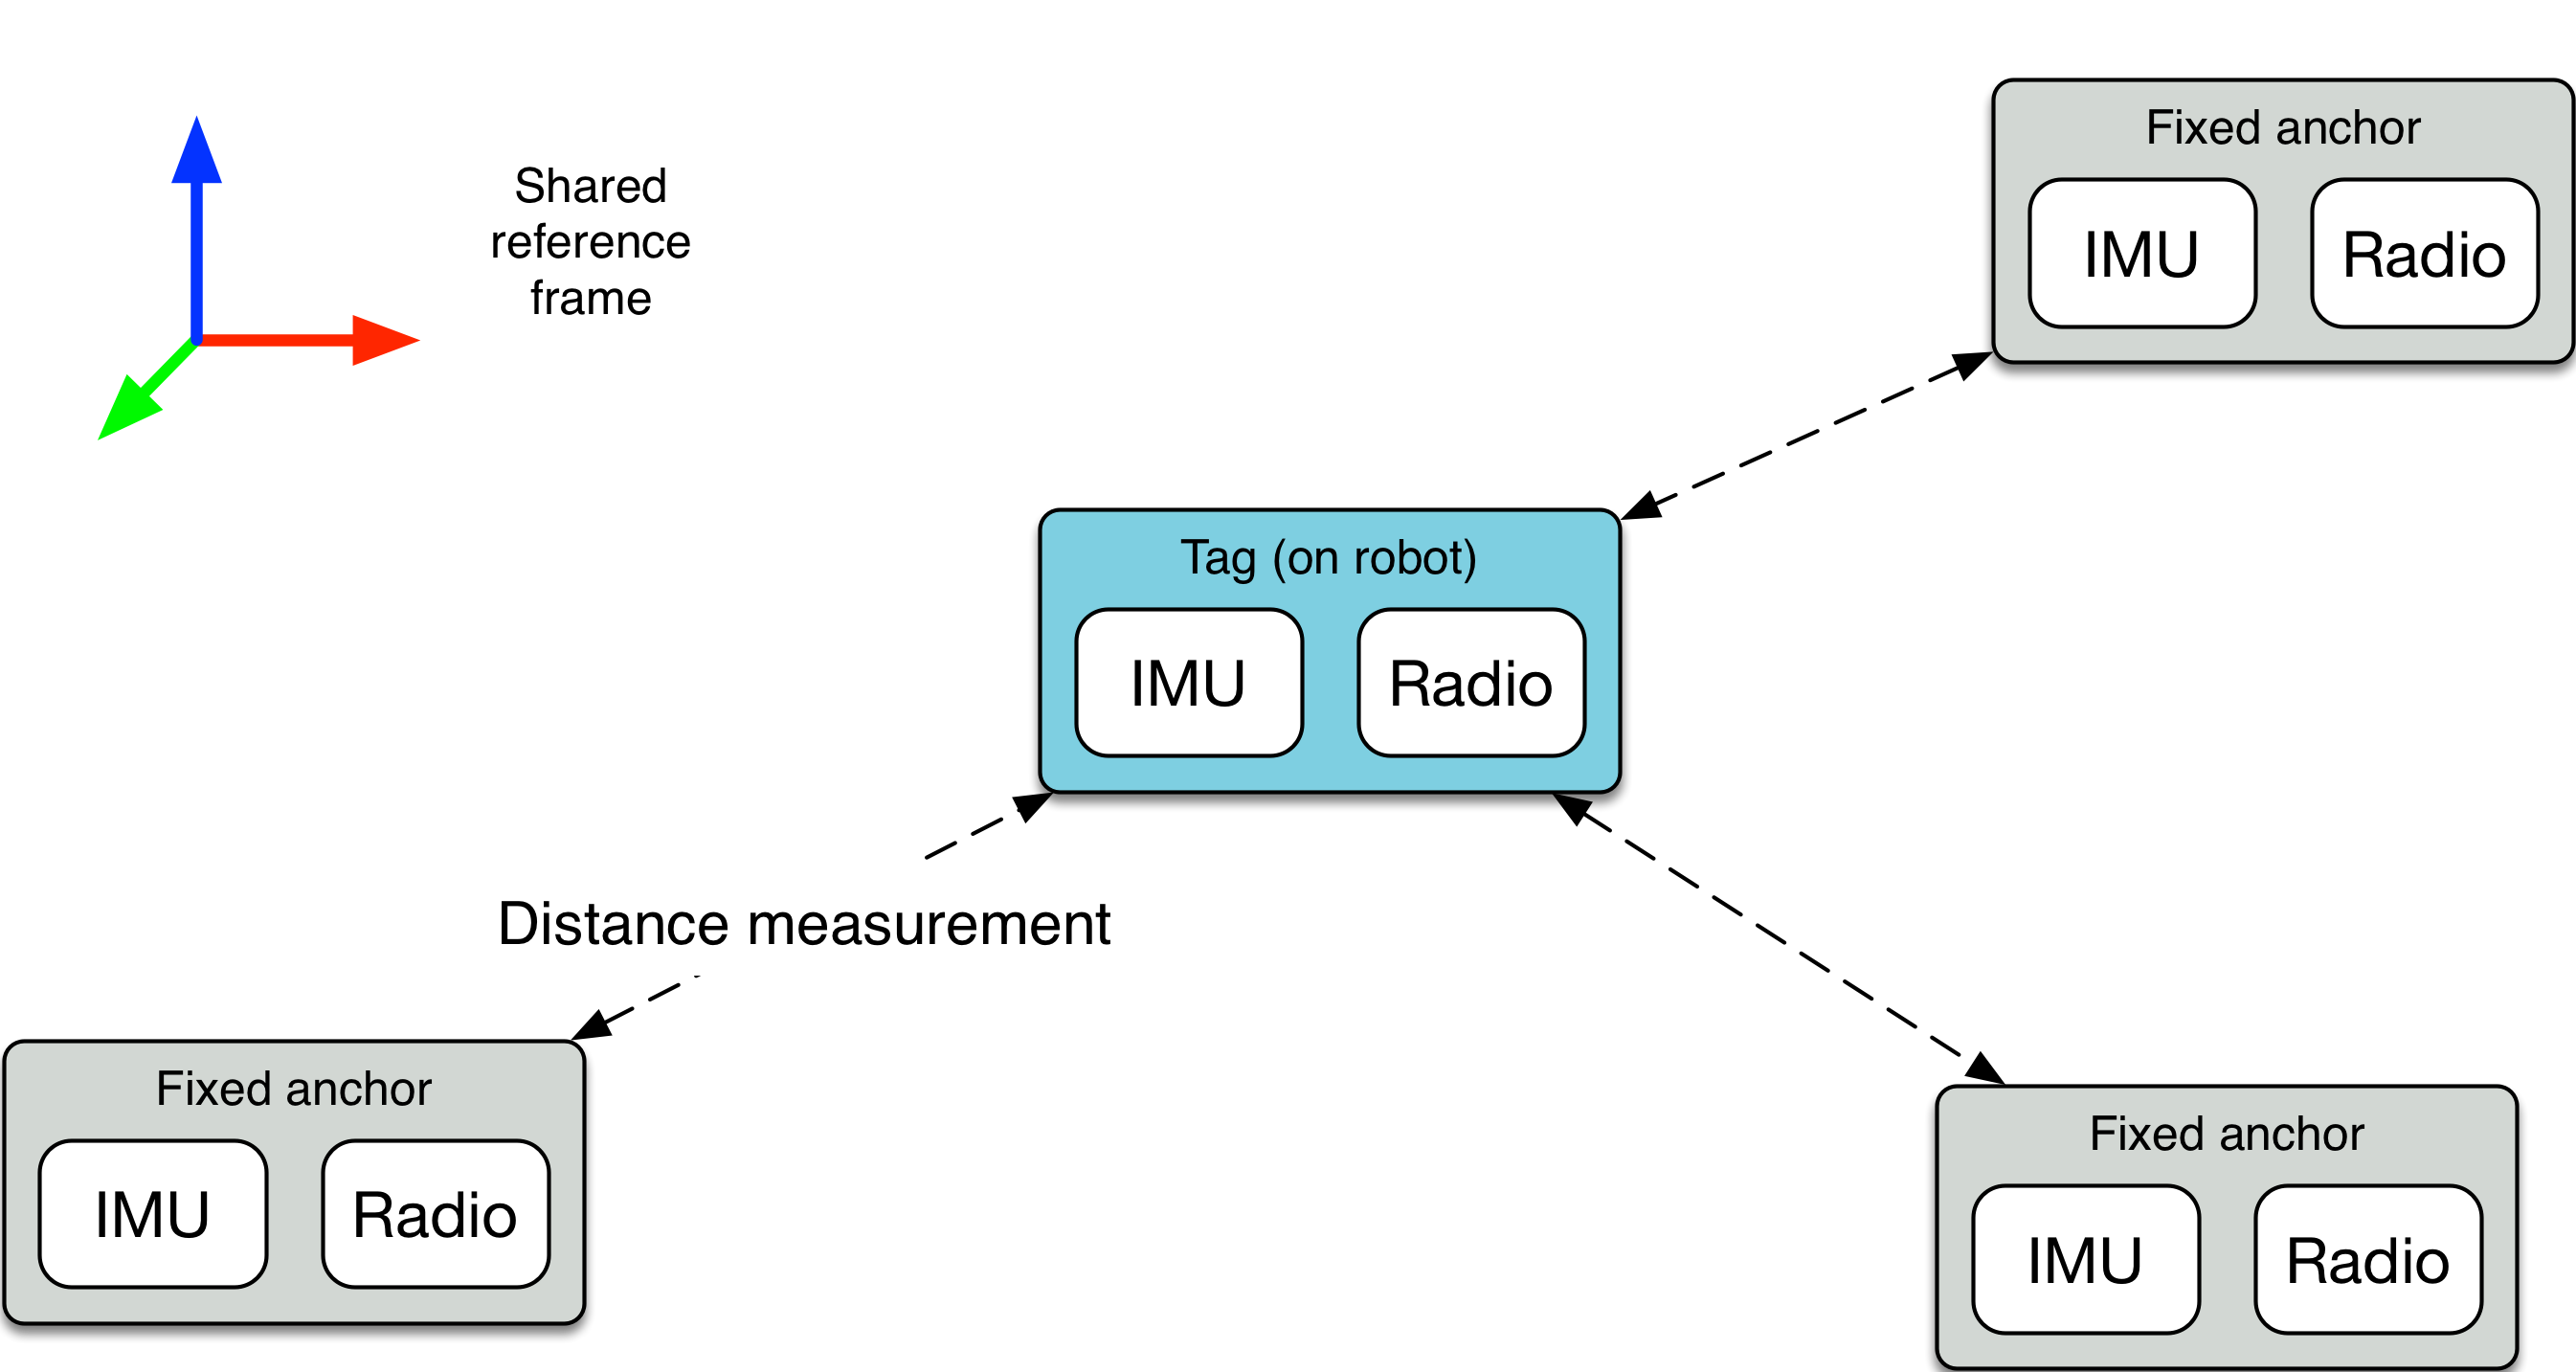 Shared
reference
frame
Fixed anchor
IMU Radio
Tag (on robot)
IMU Radio
Distance measurement
Fixed anchor
IMU Radio
Fixed anchor
IMU Radio